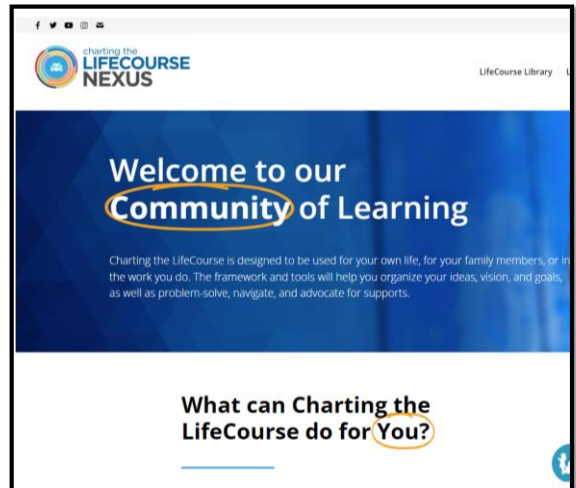 charting the
LIFECOURSE
NEXUS
LifeCourse Library
Welcome to our
Community of Learning
Charting the LifeCourse is designed to be used for your own life, for your family members, or in
the work you do. The framework and tools will help you organize your ideas, vision, and goals,
as well as problem-solve, navigate, and advocate for supports.
What can Charting the
LifeCourse do for You?